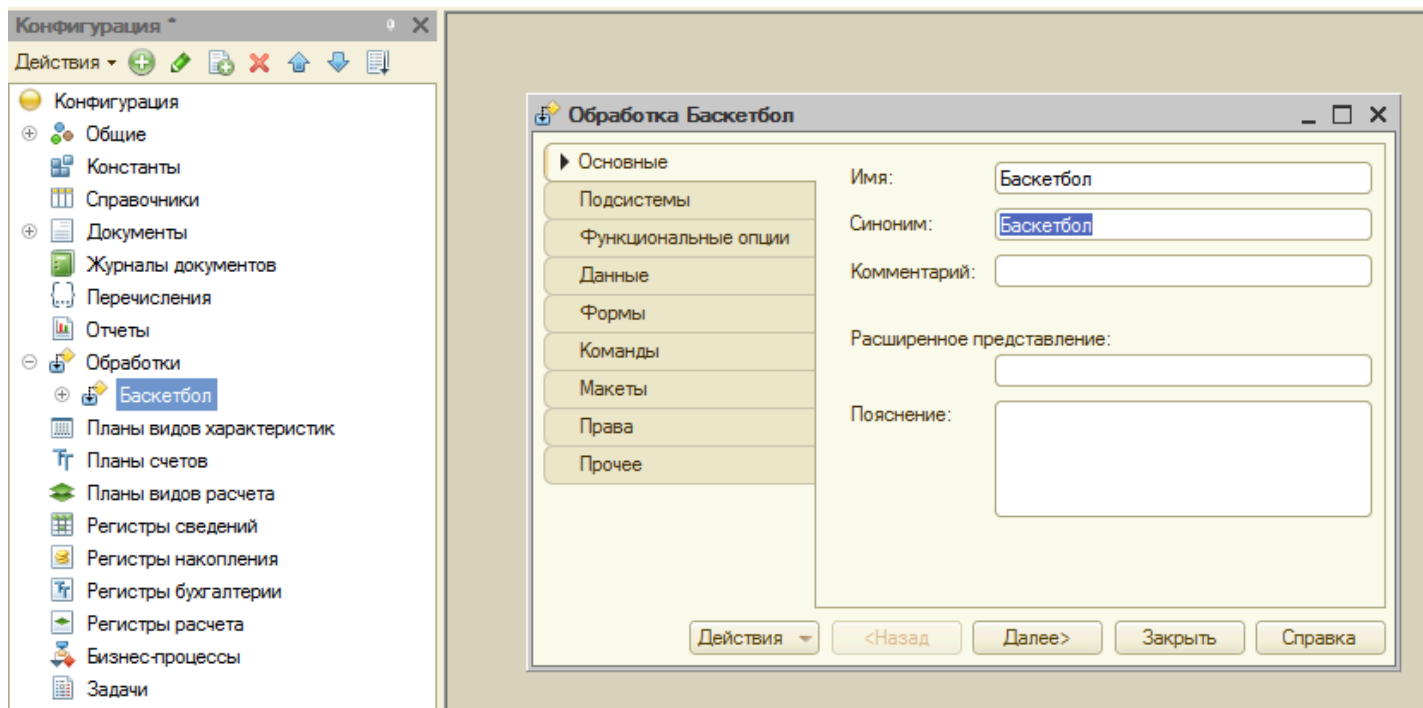 Конфигурация *
Действия
Конфигурация
Общие
Константы
Справочники
Документы
Журналы документов
Перечисления
Отчеты
Обработки
Баскетбол
Планы видов характеристик
Планы счетов
Планы видов расчета
Регистры сведений
Регистры накопления
Регистры бухгалтерии
Регистры расчета
Бизнес-процессы
Задачи
Обработка Баскетбол
Основные
Подсистемы
Функциональные опции
Данные
Формы
Команды
Макеты
Права
Прочее
Имя: Баскетбол
Синоним: Баскетбол
Комментарий:
Расширенное представление:
Пояснение:
Действия <Назад Далее> Закрыть Справка